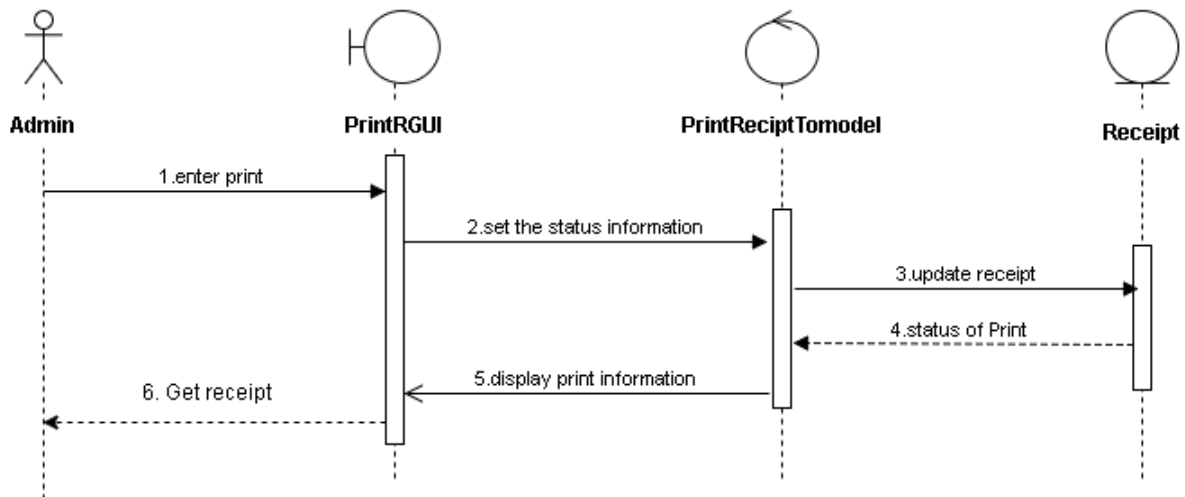 Admin
PrintRGUI
PrintReciptTomodel
Receipt
1.enter print
2.set the status information
3.update receipt
4.status of Print
5.display print information
6. Get receipt